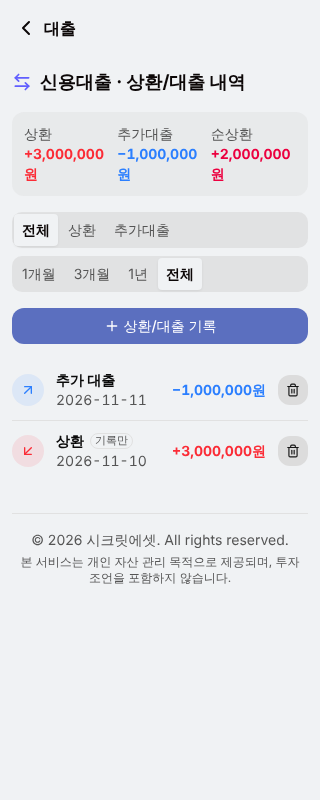 대출
신용대출 · 상환/대출 내역
상환
+3,000,000
원
추가대출
−1,000,000
원
순상환
+2,000,000
원
전체 상환 추가대출
1개월 3개월 1년 전체
+ 상환/대출 기록
추가 대출
2026-11-11
−1,000,000원
상환 기록만
2026-11-10
+3,000,000원
© 2026 시크릿에셋. All rights reserved.
본 서비스는 개인 자산 관리 목적으로 제공되며, 투자
조언을 포함하지 않습니다.